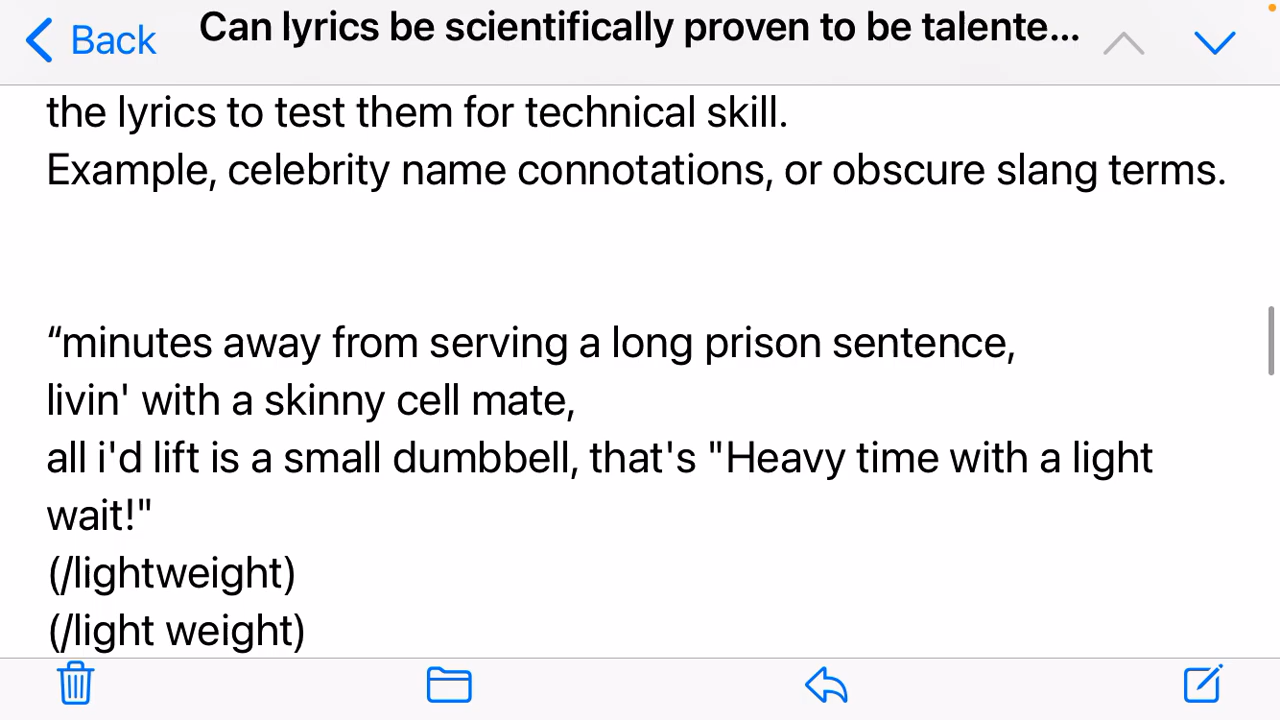 Back
Can lyrics be scientifically proven to be talente...
the lyrics to test them for technical skill.
Example, celebrity name connotations, or obscure slang terms.
“minutes away from serving a long prison sentence,
livin' with a skinny cell mate,
all i'd lift is a small dumbbell, that's "Heavy time with a light
wait!"
(/lightweight)
(/light weight)